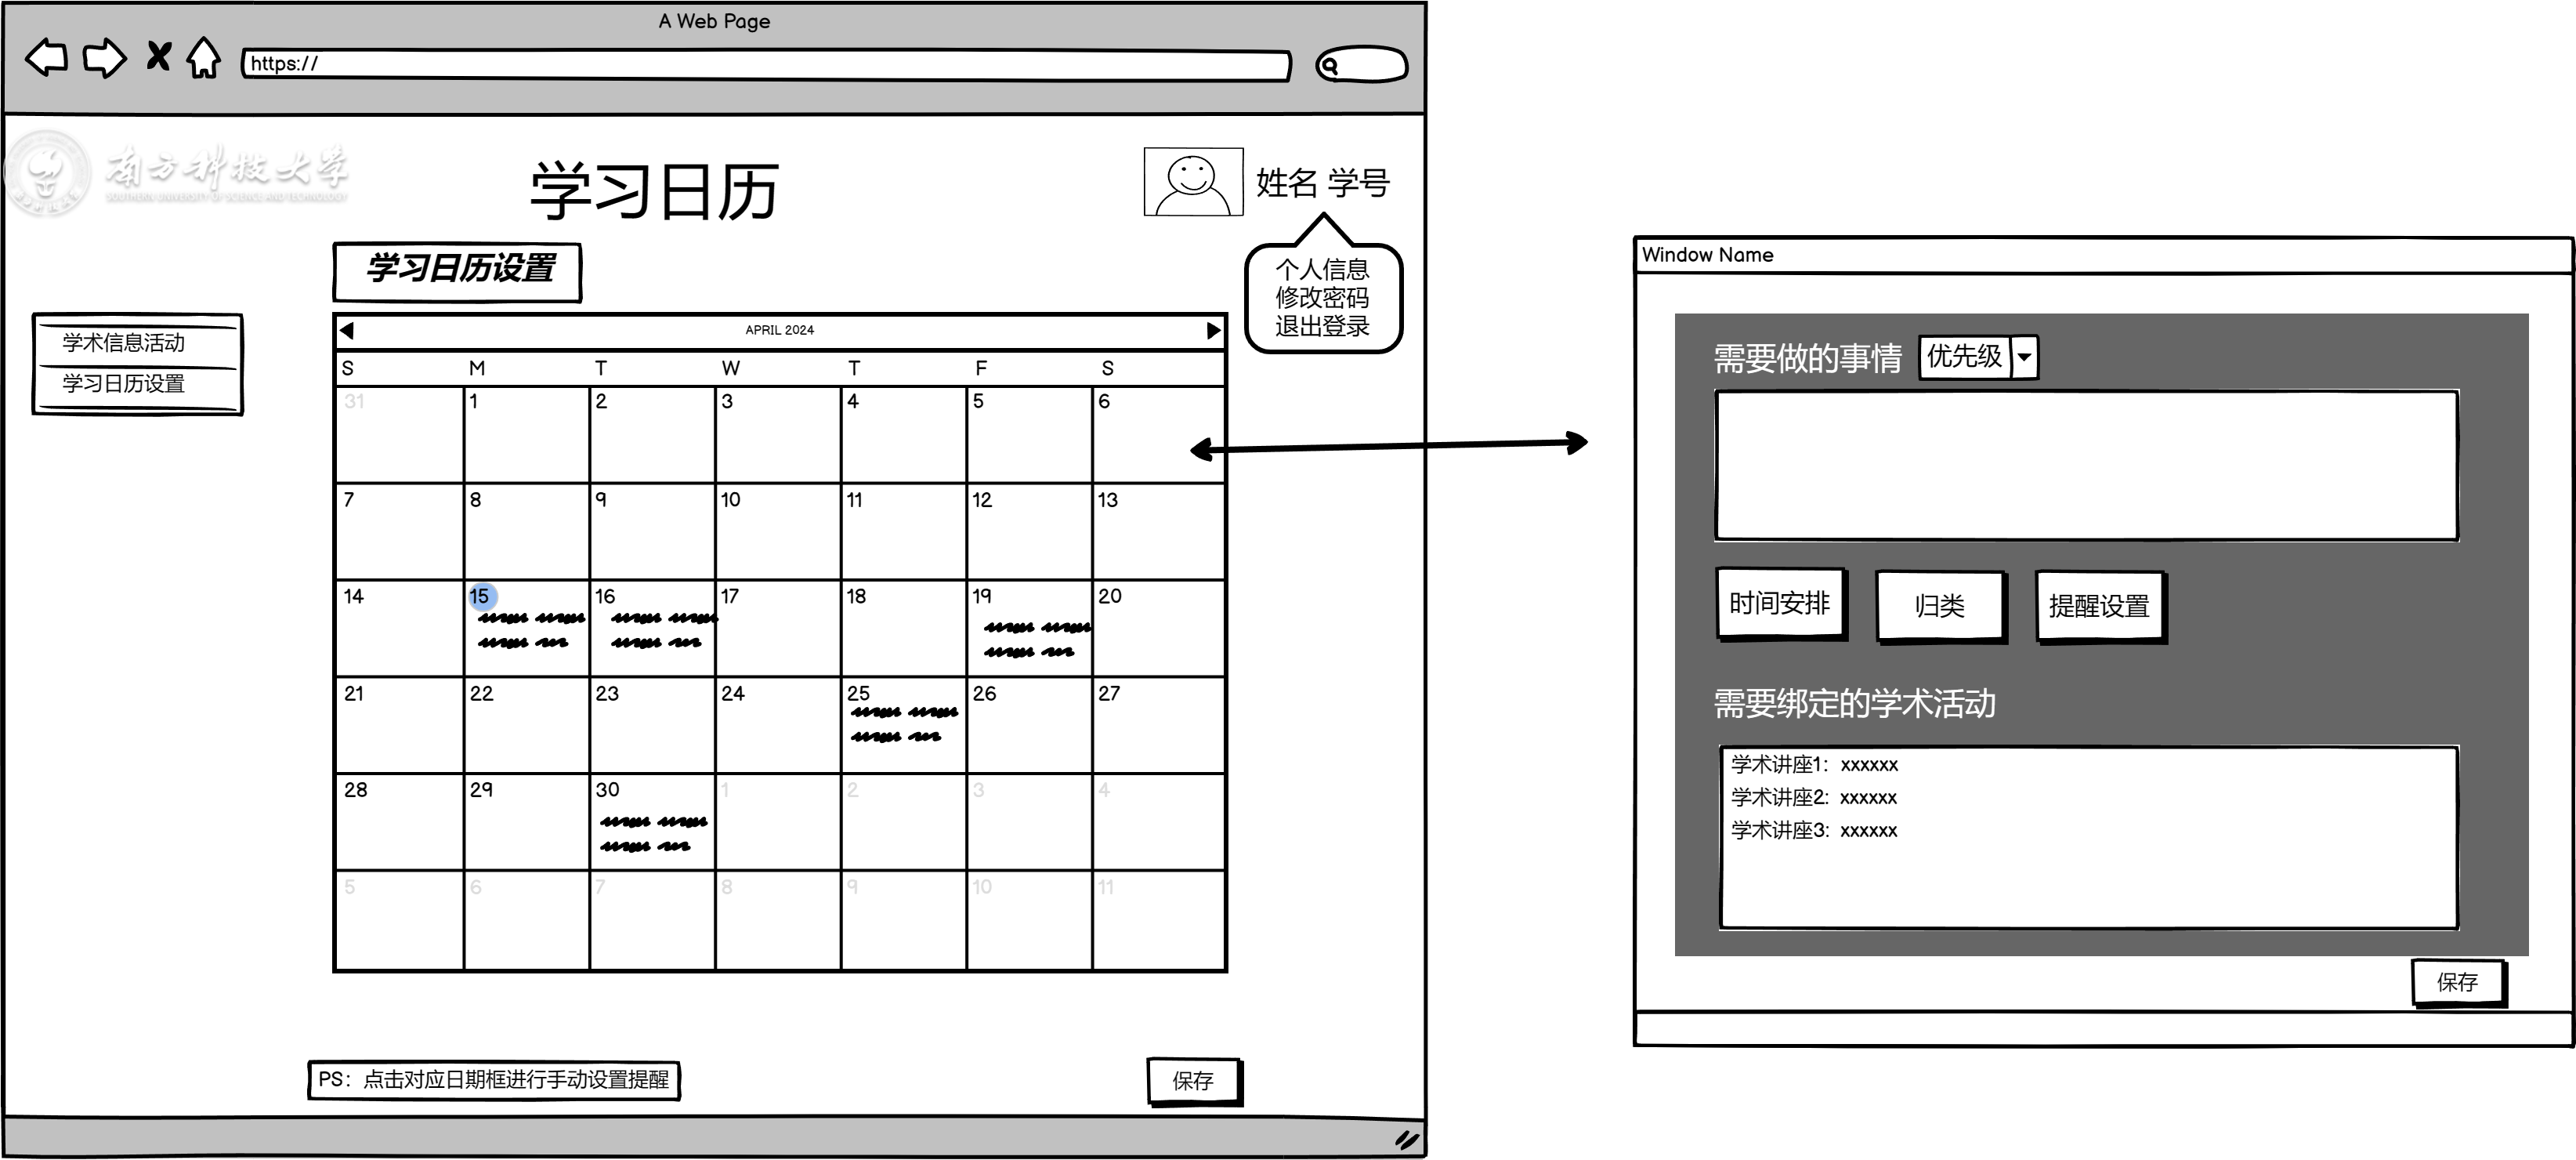 A Web Page
https://
南方科技大学
SOUTHERN UNIVERSITY OF SCIENCE AND TECHNOLOGY
学习日历
姓名 学号
个人信息
修改密码
退出登录
学习日历设置
学术信息活动
学习日历设置
APRIL 2024
S M T W T F S
31 1 2 3 4 5 6
7 8 9 10 11 12 13
14 15 16 17 18 19 20
21 22 23 24 25 26 27
28 29 30 1 2 3 4
5 6 7 8 9 10 11
PS：点击对应日期框进行手动设置提醒
保存
Window Name
需要做的事情 优先级
时间安排 归类 提醒设置
需要绑定的学术活动
学术讲座1：xxxxxx
学术讲座2：xxxxxx
学术讲座3：xxxxxx
保存